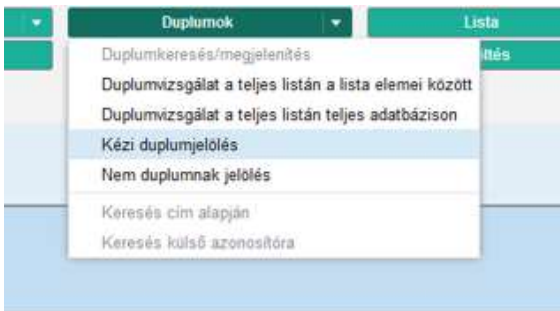 Duplumok
Lista
Duplumkeresés/megjelenítés
Duplumvizsgálat a teljes listán a lista elemei között
Duplumvizsgálat a teljes listán teljes adatbázison
Kézi duplumjelölés
Nem duplumnak jelölés
Keresés cím alapján
Keresés külső azonosítóra